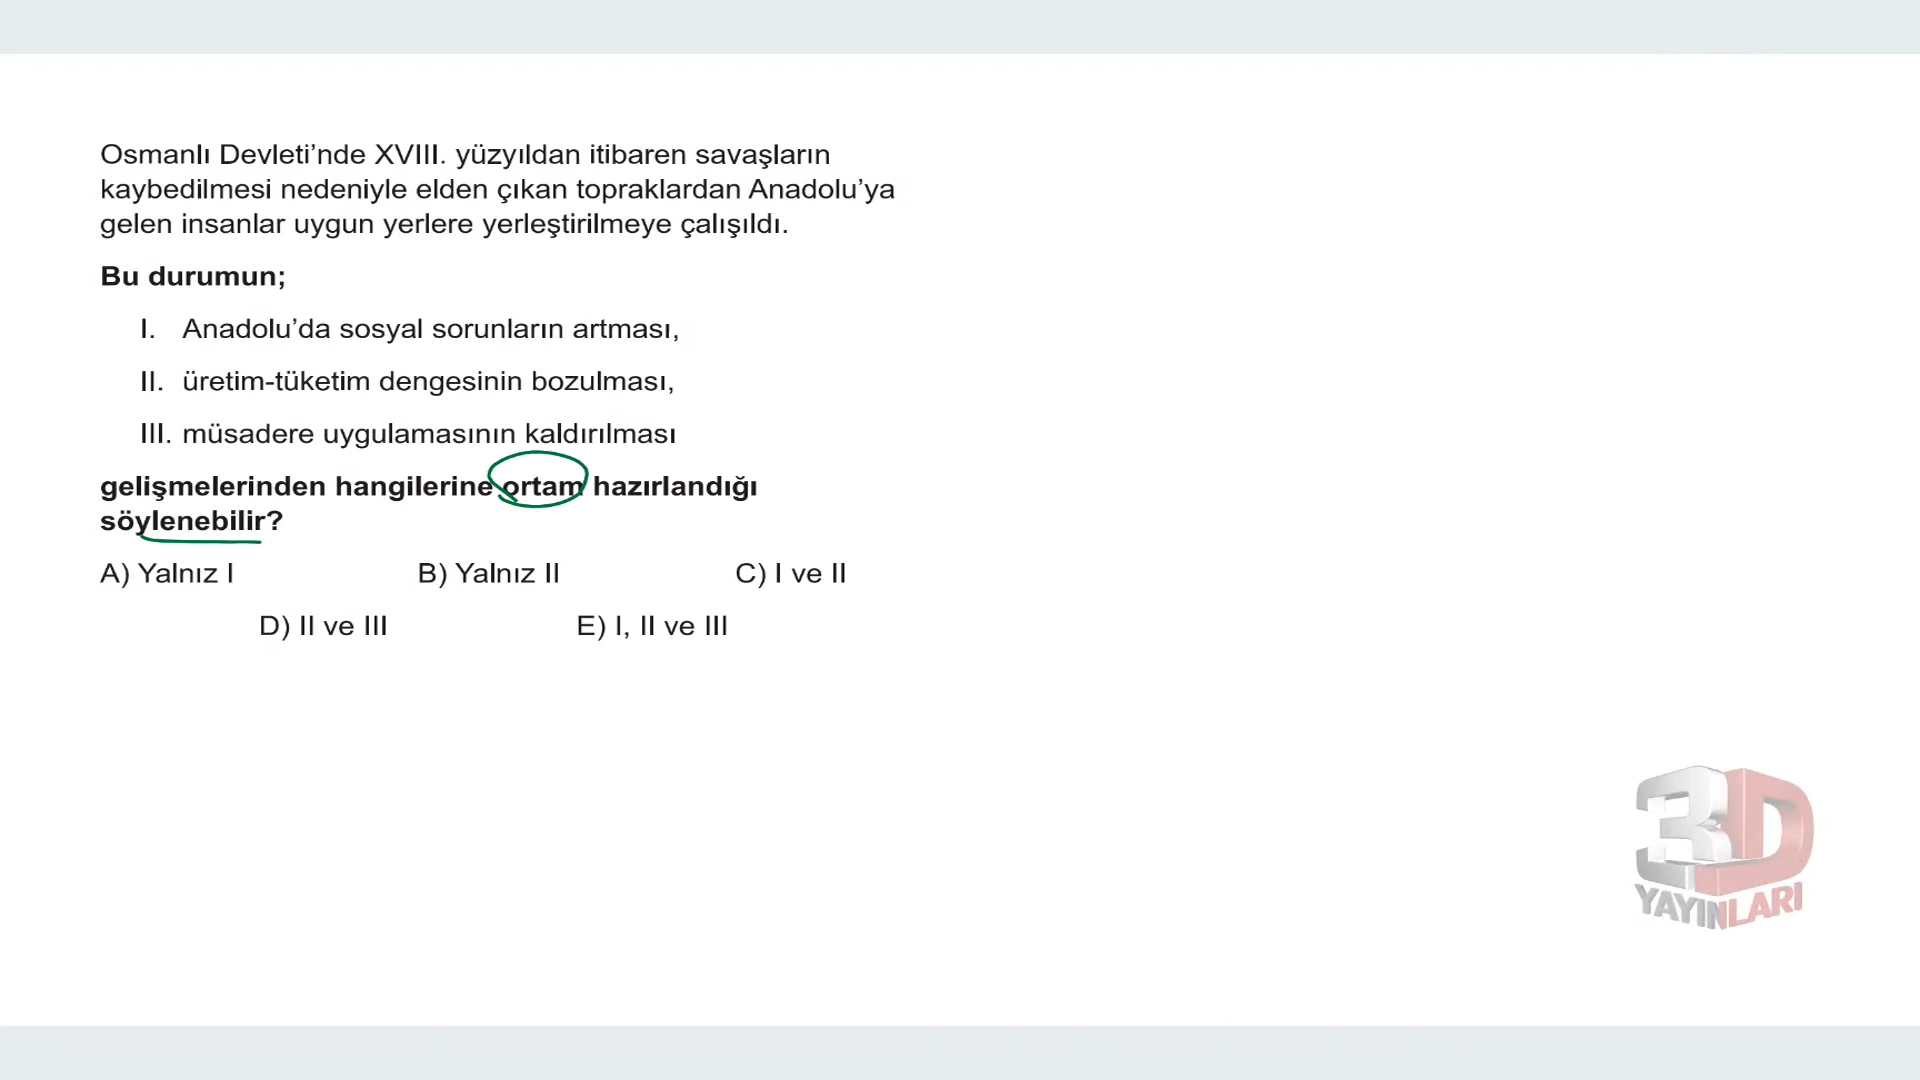 Osmanlı Devleti’nde XVIII. yüzyıldan itibaren savaşların
kaybedilmesi nedeniyle elden çıkan topraklardan Anadolu’ya
gelen insanlar uygun yerlere yerleştirilmeye çalışıldı.
Bu durumun;
I. Anadolu’da sosyal sorunların artması,
II. üretim-tüketim dengesinin bozulması,
III. müsadere uygulamasının kaldırılması
gelişmelerinden hangilerine ortam hazırlandığı
söylenebilir?
A) Yalnız I B) Yalnız II C) I ve II
D) II ve III E) I, II ve III
3D
YAYINLARI